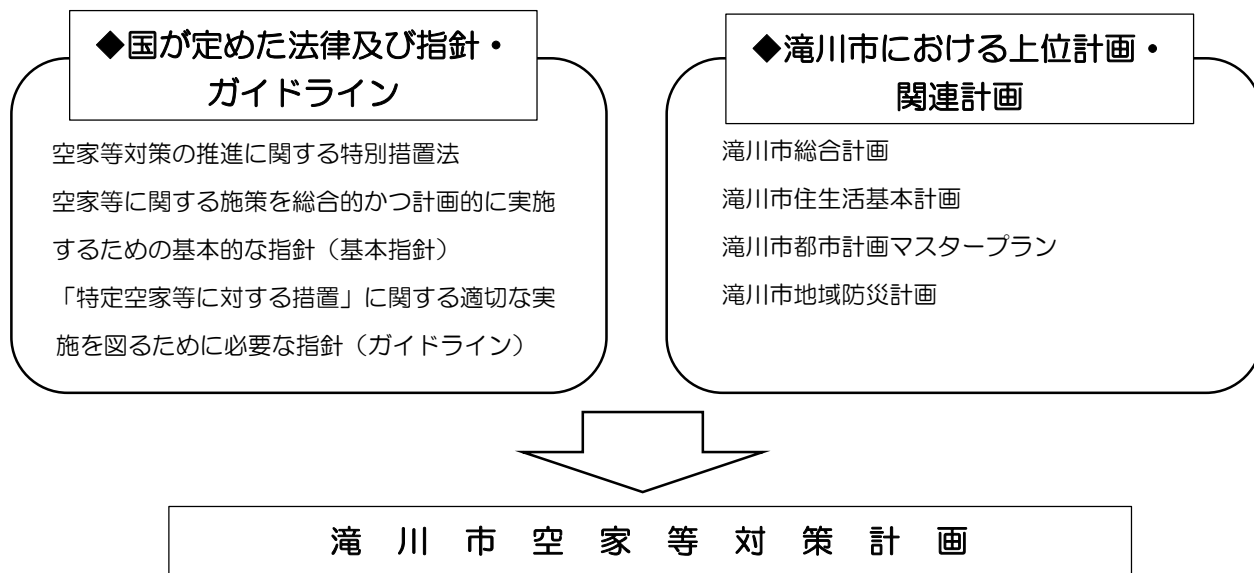 ◆国が定めた法律及び指針・
ガイドライン
空家等対策の推進に関する特別措置法
空家等に関する施策を総合的かつ計画的に実施
するための基本的な指針（基本指針）
「特定空家等に対する措置」に関する適切な実
施を図るために必要な指針（ガイドライン）
◆滝川市における上位計画・
関連計画
滝川市総合計画
滝川市住生活基本計画
滝川市都市計画マスタープラン
滝川市地域防災計画
滝川市空家等対策計画